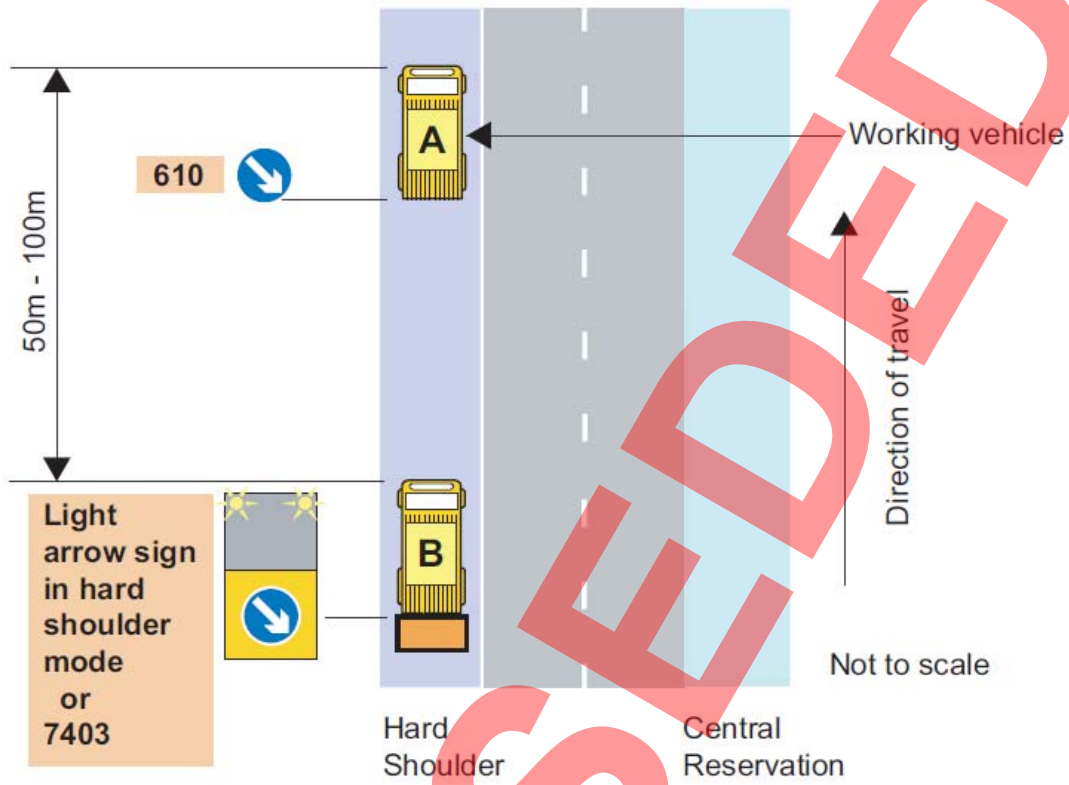 A
Working vehicle
610
50m - 100m
Direction of travel
Light
arrow sign
in hard
shoulder
mode
or
7403
B
Not to scale
Hard
Shoulder
Central
Reservation
SEDED